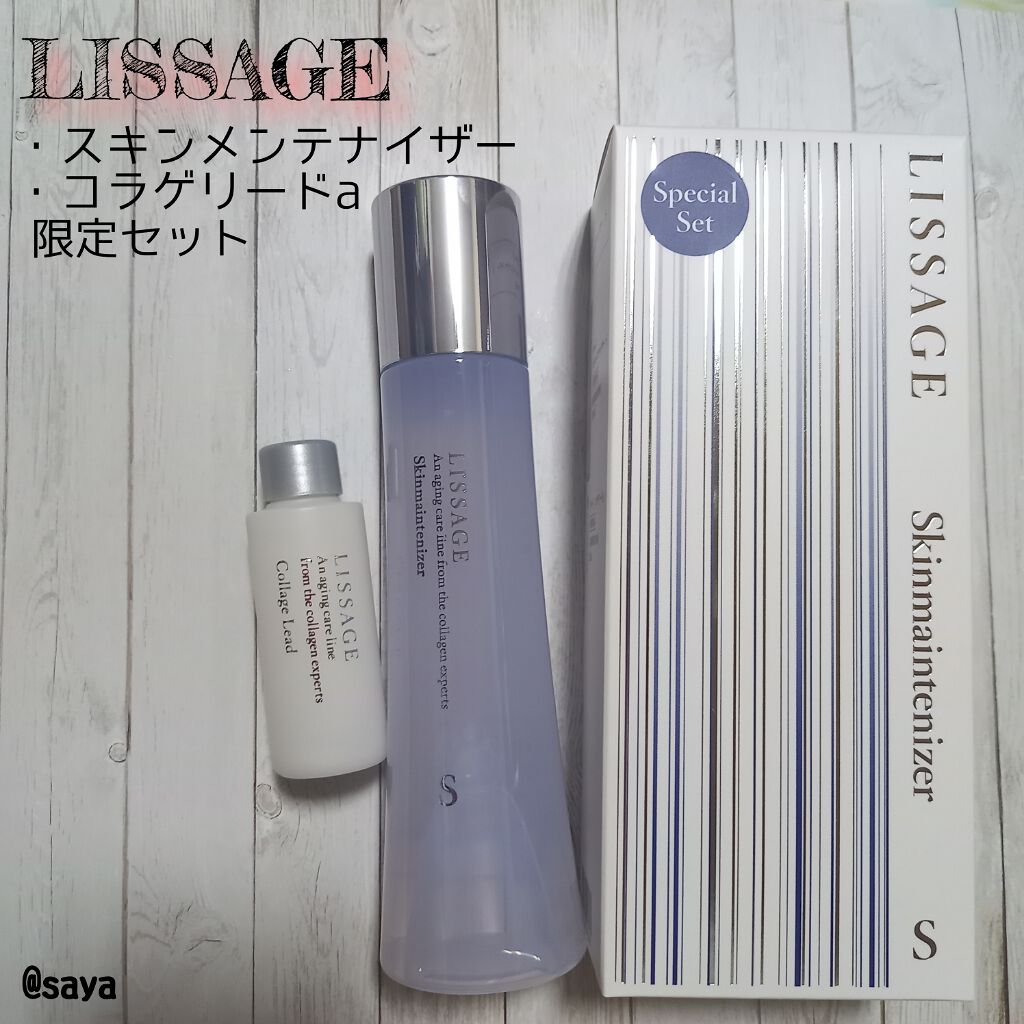 LISSAGE
・スキンメンテナイザー
・コラゲリードa
限定セット
Special
Set
LISSAGE Skinmaintenizer S
LISSAGE
An aging care line from the collagen experts
Skinmaintenizer
S
LISSAGE
An aging care line
from the collagen experts
Collage Lead
@saya